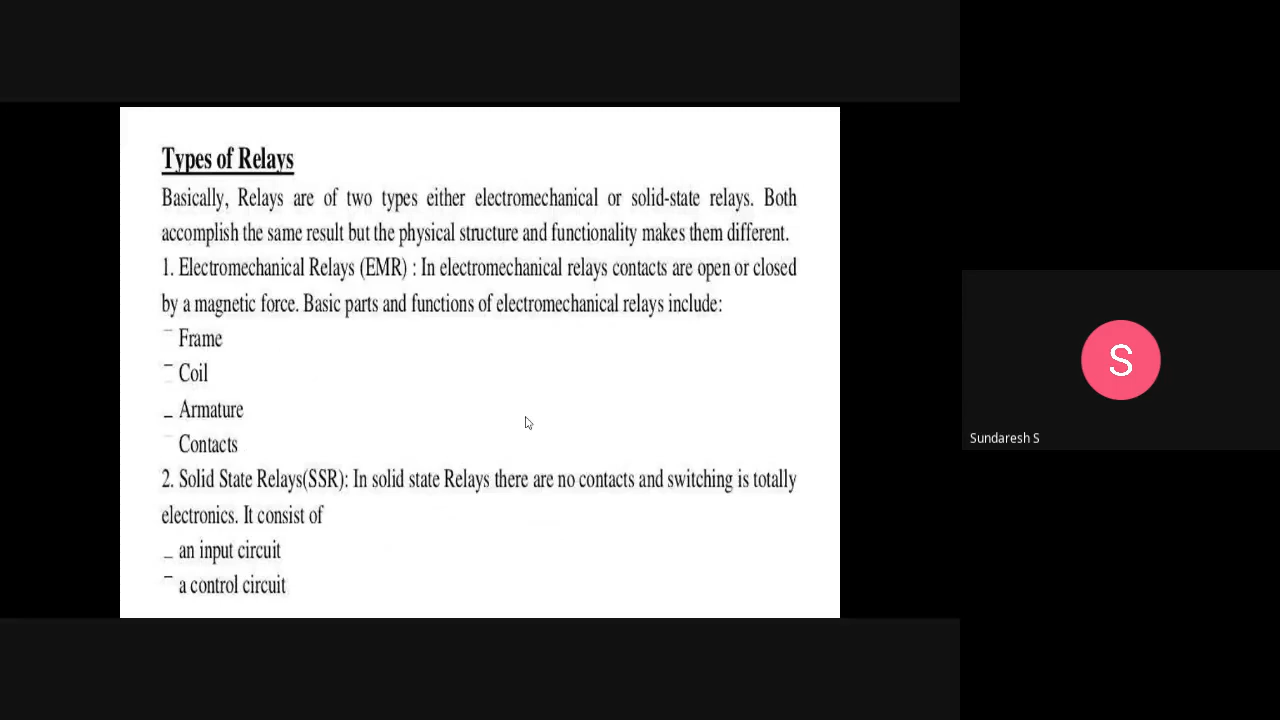 Types of Relays
Basically, Relays are of two types either electromechanical or solid-state relays. Both
accomplish the same result but the physical structure and functionality makes them different.
1. Electromechanical Relays (EMR) : In electromechanical relays contacts are open or closed
by a magnetic force. Basic parts and functions of electromechanical relays include:
Frame
Coil
Armature
Contacts
2. Solid State Relays(SSR): In solid state Relays there are no contacts and switching is totally
electronics. It consist of
an input circuit
a control circuit
S
Sundaresh S